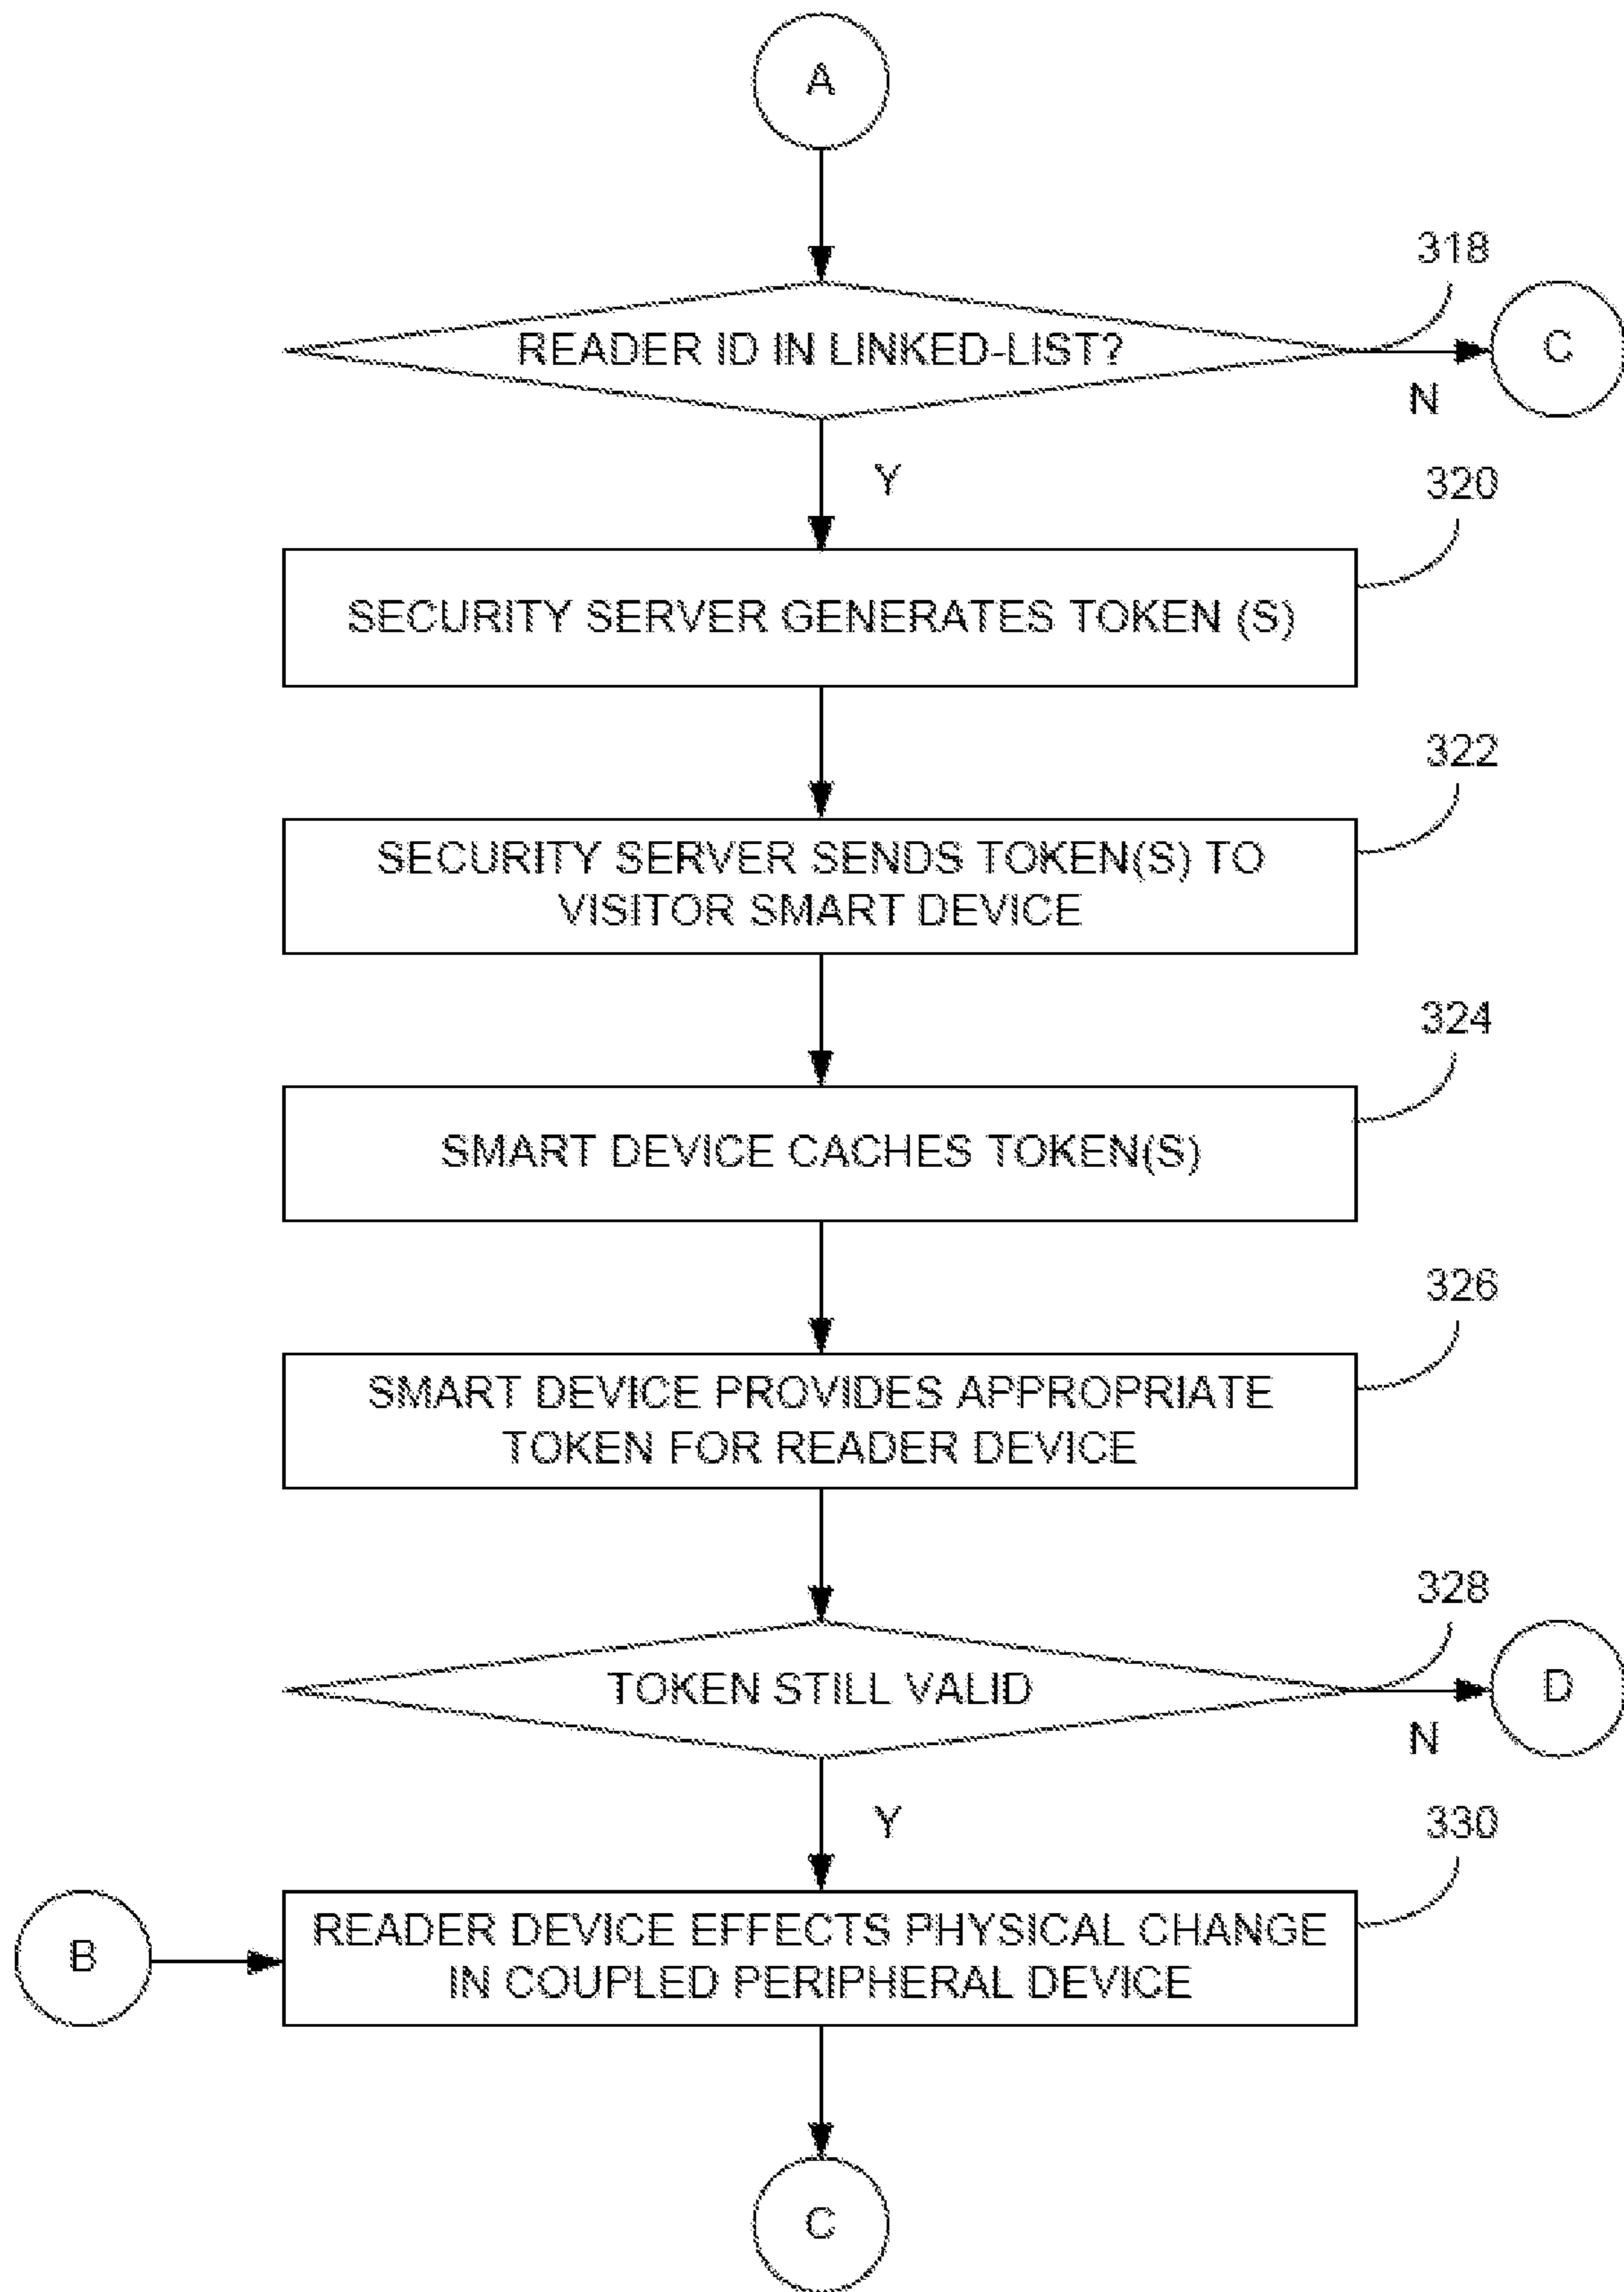 A
318
READER ID IN LINKED-LIST?
C
N
Y
320
SECURITY SERVER GENERATES TOKEN (S)
322
SECURITY SERVER SENDS TOKEN(S) TO
VISITOR SMART DEVICE
324
SMART DEVICE CACHES TOKEN(S)
326
SMART DEVICE PROVIDES APPROPRIATE
TOKEN FOR READER DEVICE
328
TOKEN STILL VALID
D
N
Y
330
B
READER DEVICE EFFECTS PHYSICAL CHANGE
IN COUPLED PERIPHERAL DEVICE
C